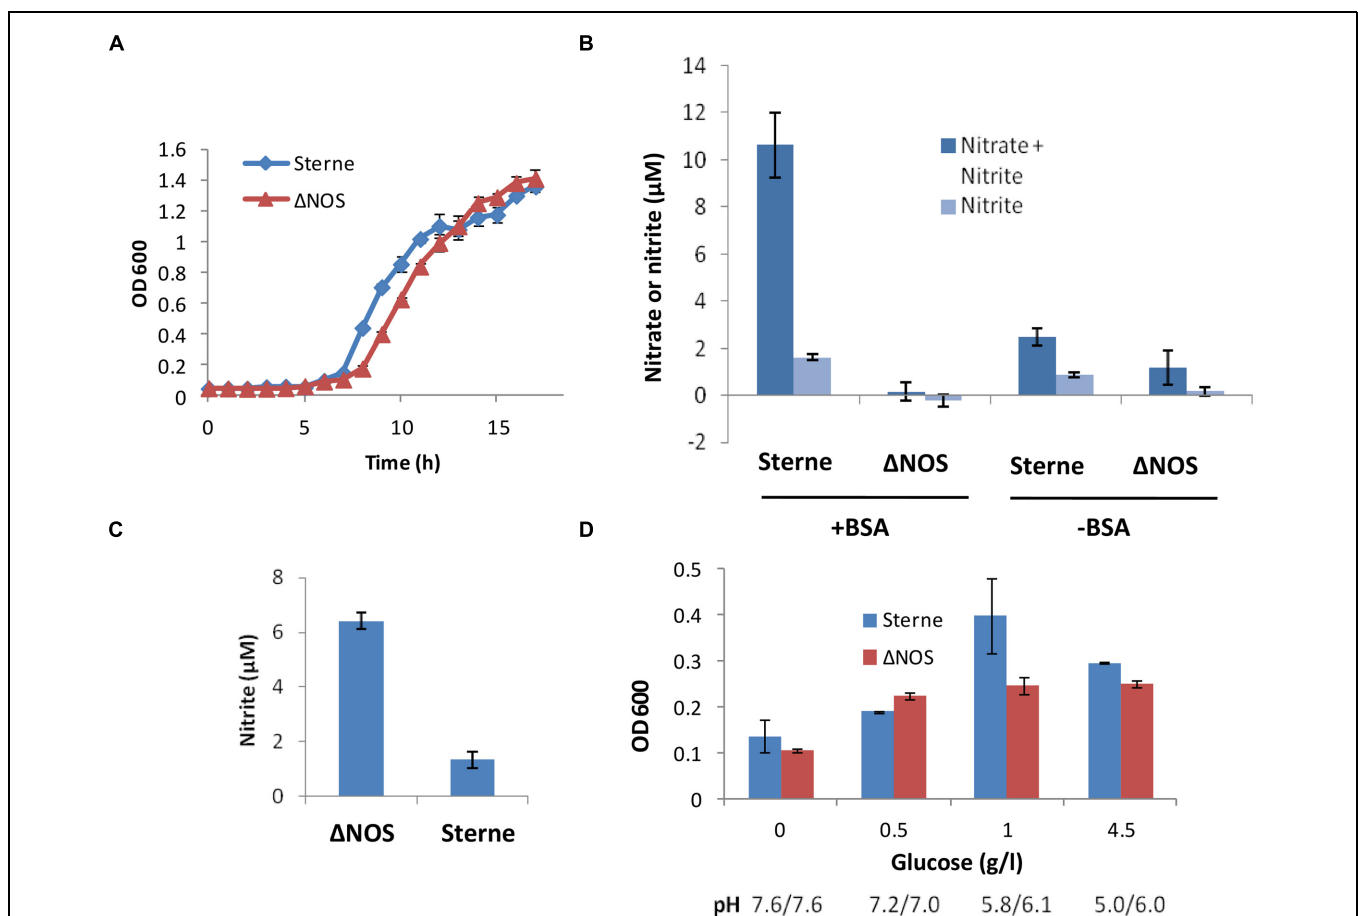 A
1.6
1.4
1.2
1
0.8
0.6
0.4
0.2
0
OD600
Sterne
ΔNOS
0 5 10 15
Time (h)
B
14
12
10
8
6
4
2
0
-2
Nitrate or nitrite (μM)
Nitrate +
Nitrite
Nitrite
Sterne ΔNOS Sterne ΔNOS
+BSA -BSA
C
8
6
4
2
0
Nitrite (μM)
ΔNOS Sterne
D
0.5
0.4
0.3
0.2
0.1
0
OD600
Sterne
ΔNOS
0 0.5 1 4.5
Glucose (g/l)
pH 7.6/7.6 7.2/7.0 5.8/6.1 5.0/6.0